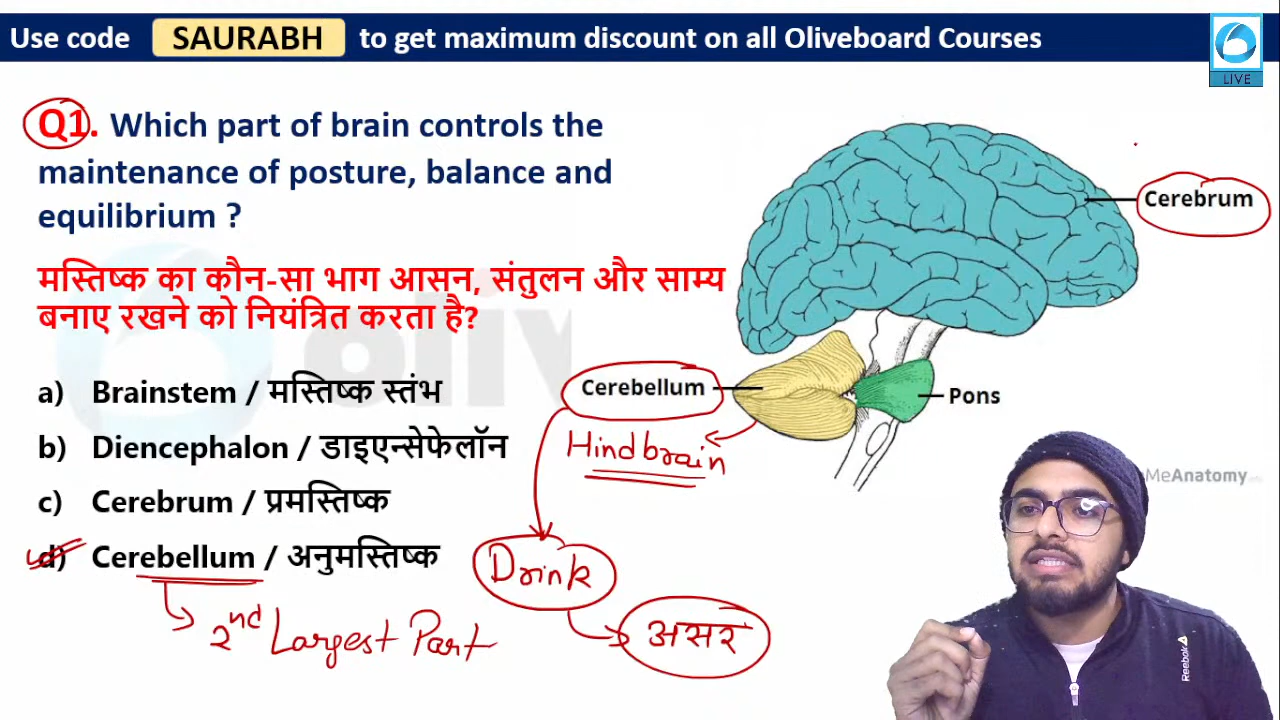 Use code SAURABH to get maximum discount on all Oliveboard Courses
LIVE
Q1. Which part of brain controls the
maintenance of posture, balance and
equilibrium ?
मस्तिष्क का कौन-सा भाग आसन, संतुलन और साम्य
बनाए रखने को नियंत्रित करता है?
a) Brainstem / मस्तिष्क स्तंभ
b) Diencephalon / डाइएन्सेफेलॉन
c) Cerebrum / प्रमस्तिष्क
d) Cerebellum / अनुमस्तिष्क
2nd Largest Part
Cerebrum
Cerebellum
Pons
Hindbrain
Drink
असर
MeAnatomy
Reebok